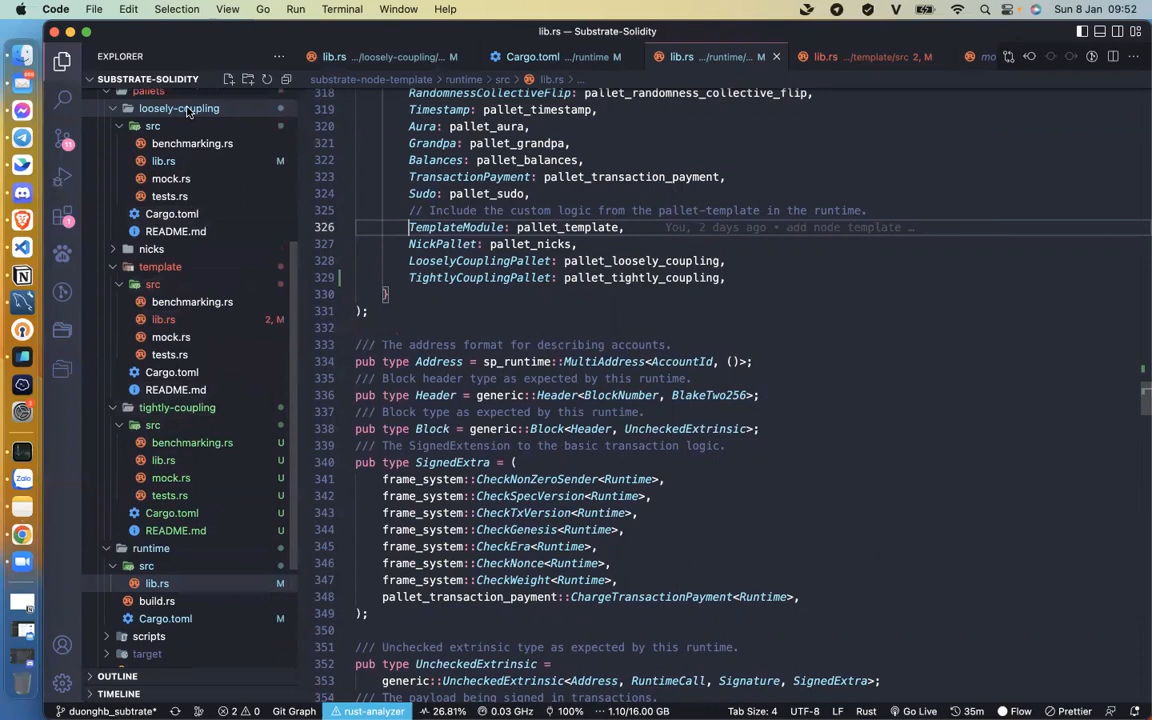 Code File Edit Selection View Go Run Terminal Window Help Sun 8 Jan 09:52
lib.rs — Substrate-Solidity
EXPLORER
lib.rs .../loosely-coupling/... M Cargo.toml .../runtime M lib.rs .../runtime/... M lib.rs .../template/src 2, M mo
SUBSTRATE-SOLIDITY
substrate-node-template › runtime › src › lib.rs › ...
pallets
loosely-coupling
src
benchmarking.rs
lib.rs M
mock.rs
tests.rs
Cargo.toml
README.md
nicks
template
src
benchmarking.rs
lib.rs 2, M
mock.rs
tests.rs
Cargo.toml
README.md
tightly-coupling
src
benchmarking.rs U
lib.rs U
mock.rs U
tests.rs U
Cargo.toml U
README.md U
runtime
src
lib.rs M
build.rs
Cargo.toml M
scripts
target
OUTLINE
TIMELINE
318 RandomnessCollectiveFlip: pallet_randomness_collective_flip,
319 Timestamp: pallet_timestamp,
320 Aura: pallet_aura,
321 Grandpa: pallet_grandpa,
322 Balances: pallet_balances,
323 TransactionPayment: pallet_transaction_payment,
324 Sudo: pallet_sudo,
325 // Include the custom logic from the pallet-template in the runtime.
326 TemplateModule: pallet_template, You, 2 days ago • add node template …
327 NickPallet: pallet_nicks,
328 LooselyCouplingPallet: pallet_loosely_coupling,
329 TightlyCouplingPallet: pallet_tightly_coupling,
330 }
331 );
332
333 /// The address format for describing accounts.
334 pub type Address = sp_runtime::MultiAddress<AccountId, ()>;
335 /// Block header type as expected by this runtime.
336 pub type Header = generic::Header<BlockNumber, BlakeTwo256>;
337 /// Block type as expected by this runtime.
338 pub type Block = generic::Block<Header, UncheckedExtrinsic>;
339 /// The SignedExtension to the basic transaction logic.
340 pub type SignedExtra = (
341 frame_system::CheckNonZeroSender<Runtime>,
342 frame_system::CheckSpecVersion<Runtime>,
343 frame_system::CheckTxVersion<Runtime>,
344 frame_system::CheckGenesis<Runtime>,
345 frame_system::CheckEra<Runtime>,
346 frame_system::CheckNonce<Runtime>,
347 frame_system::CheckWeight<Runtime>,
348 pallet_transaction_payment::ChargeTransactionPayment<Runtime>,
349 );
350
351 /// Unchecked extrinsic type as expected by this runtime.
352 pub type UncheckedExtrinsic =
353 generic::UncheckedExtrinsic<Address, RuntimeCall, Signature, SignedExtra>;
354 /// The payload being signed in transactions.
11
1
Zalo
duonghb_subtrate* 2 0 Git Graph rust-analyzer 26.81% 0.03 GHz 100% 1.10/16.00 GB Tab Size: 4 UTF-8 LF Rust Go Live 35m Flow Prettier